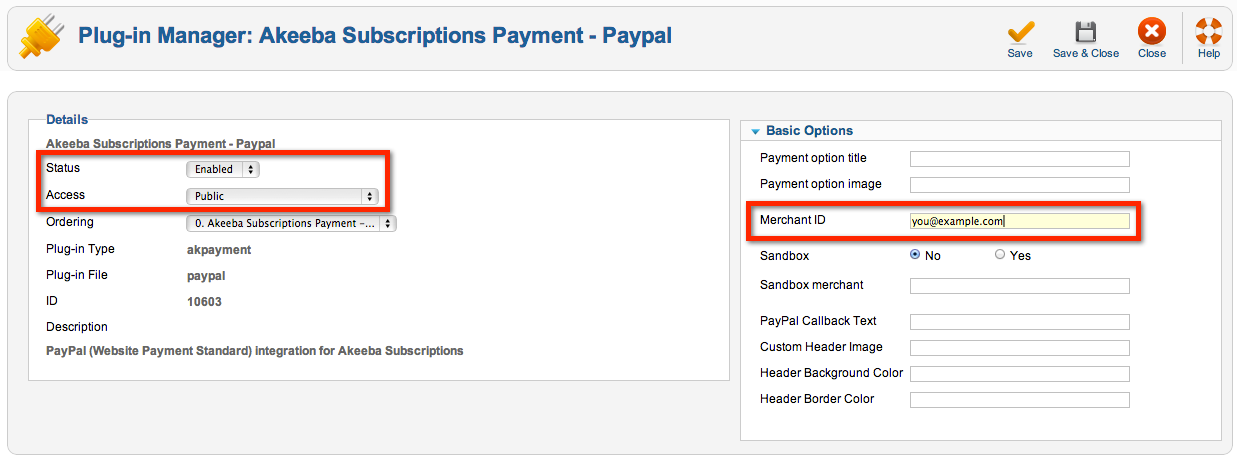 Plug-in Manager: Akeeba Subscriptions Payment - Paypal
Save
Save & Close
Close
Help
Details
Akeeba Subscriptions Payment - Paypal
Status Enabled
Access Public
Ordering 0. Akeeba Subscriptions Payment -...
Plug-in Type akpayment
Plug-in File paypal
ID 10603
Description
PayPal (Website Payment Standard) integration for Akeeba Subscriptions
Basic Options
Payment option title
Payment option image
Merchant ID you@example.com
Sandbox No Yes
Sandbox merchant
PayPal Callback Text
Custom Header Image
Header Background Color
Header Border Color